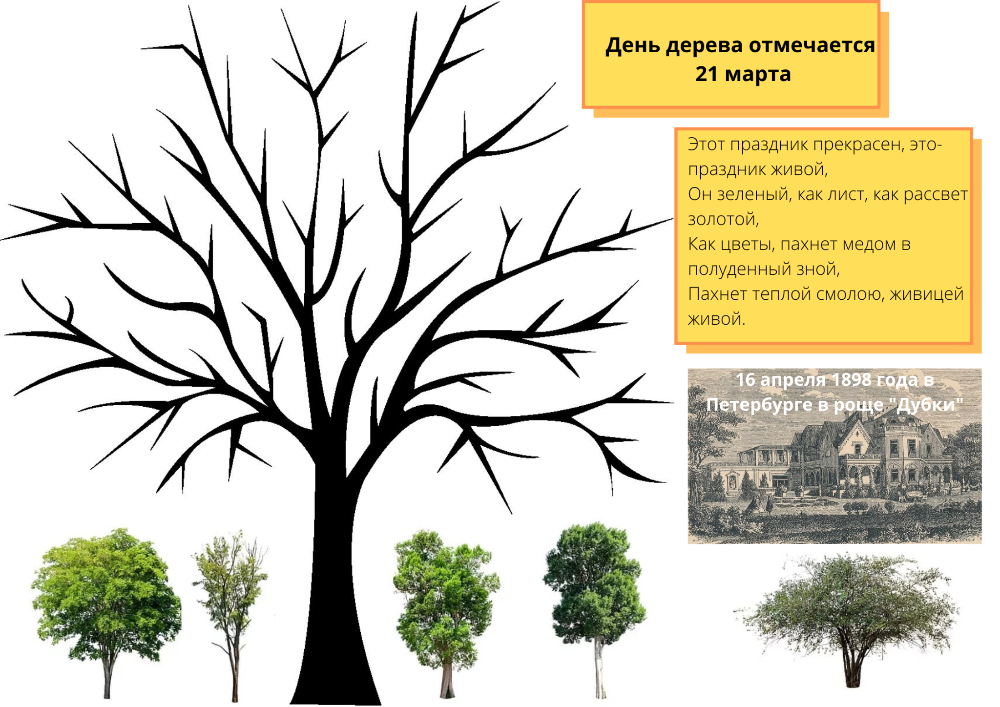 День дерева отмечается
21 марта
Этот праздник прекрасен, это-
праздник живой,
Он зеленый, как лист, как рассвет
золотой,
Как цветы, пахнет медом в
полуденный зной,
Пахнет теплой смолою, живицей
живой.
16 апреля 1898 года в
Петербурге в роще "Дубки"